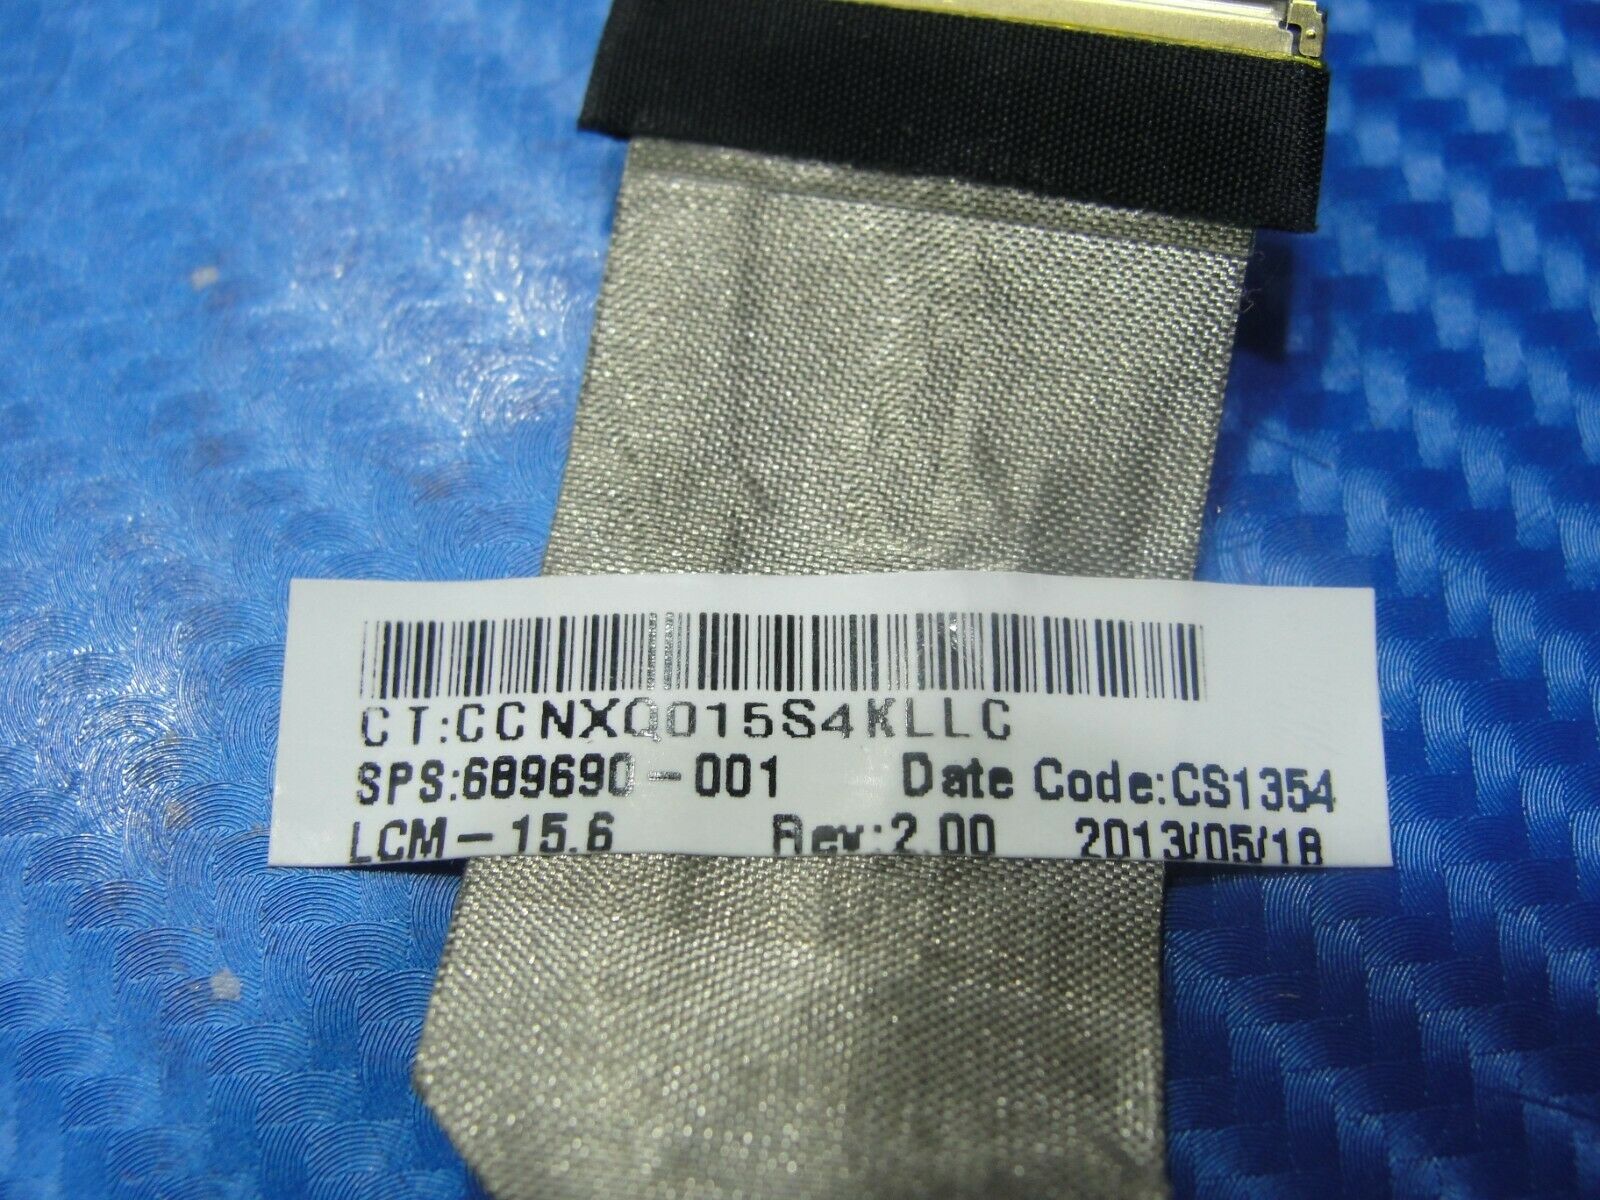 CT:CCNXQ015S4KLLC
SPS:689690-001 Date Code:CS1354
LCM-15.6 Rev:2.00 2013/05/18